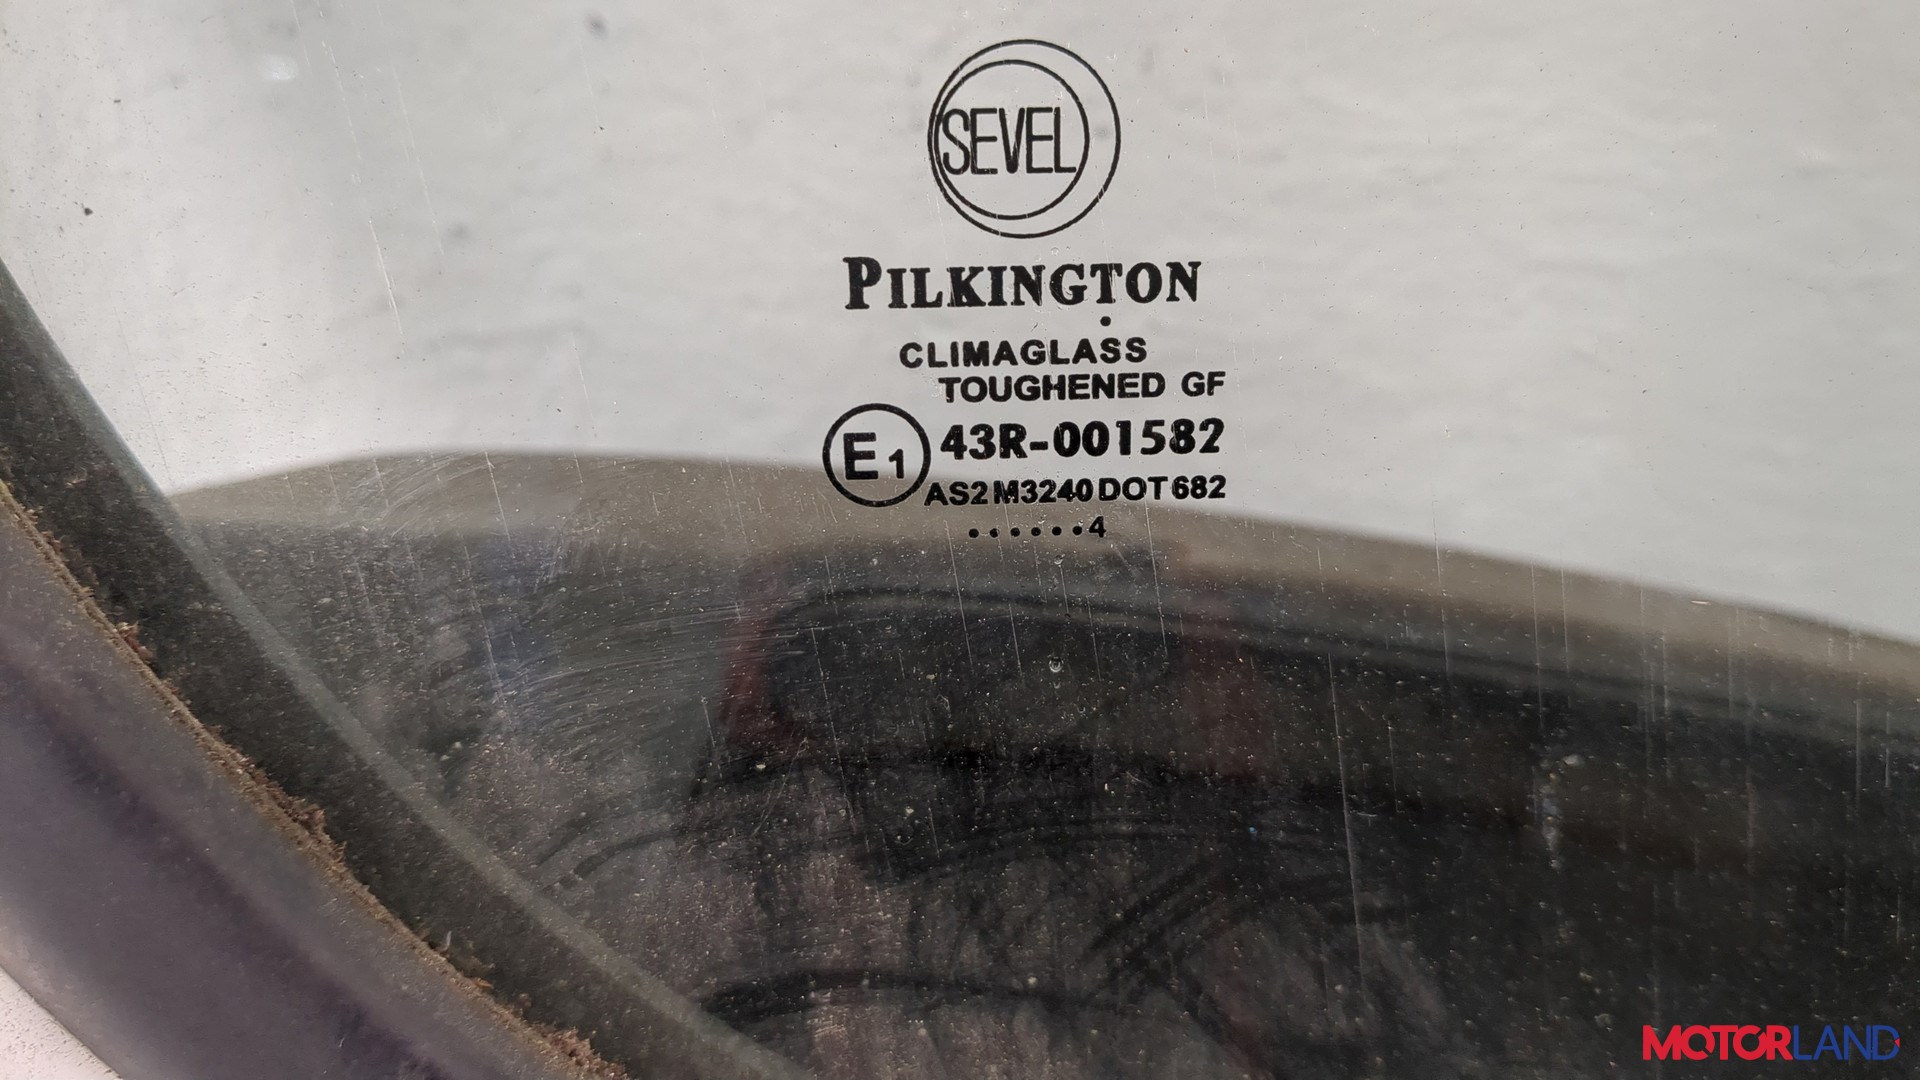 SEVEL
PILKINGTON
CLIMAGLASS
TOUGHENED GF
E1 43R-001582
AS2 M3240 DOT 682
. . . . . . 4
MOTORLAND